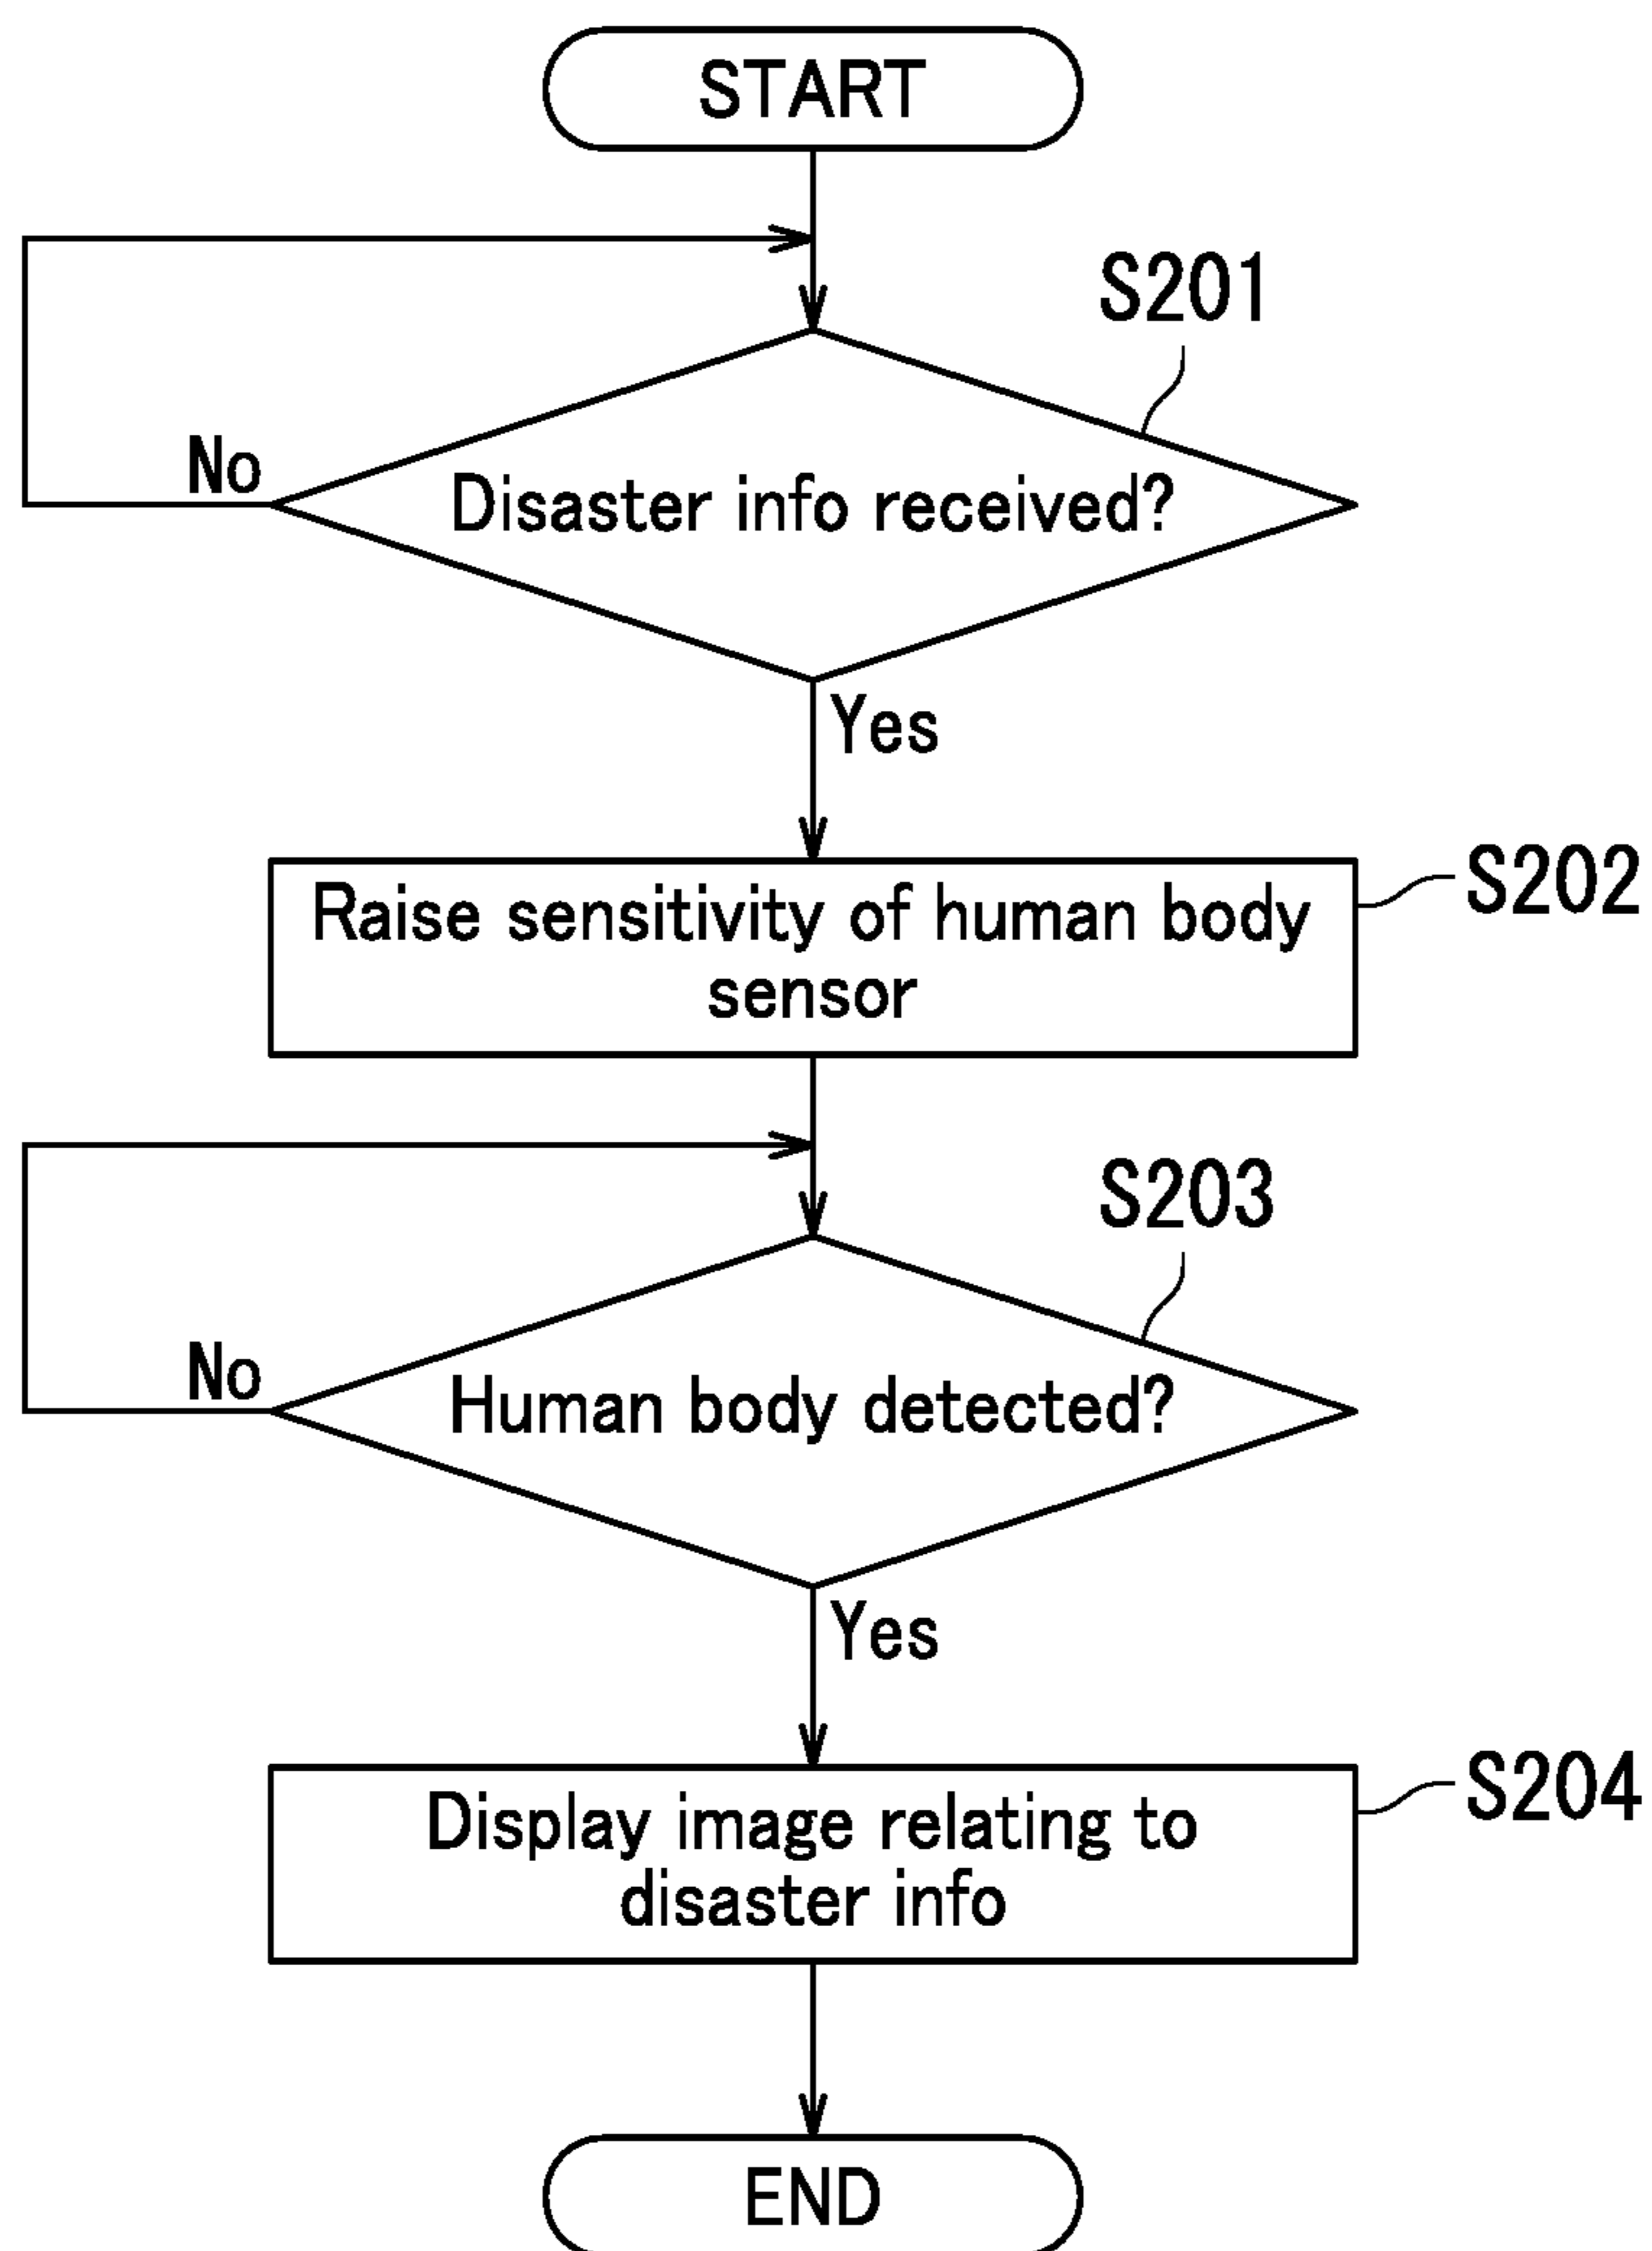 START
S201
Disaster info received?
No
Yes
Raise sensitivity of human body
sensor
S202
S203
Human body detected?
No
Yes
Display image relating to
disaster info
S204
END